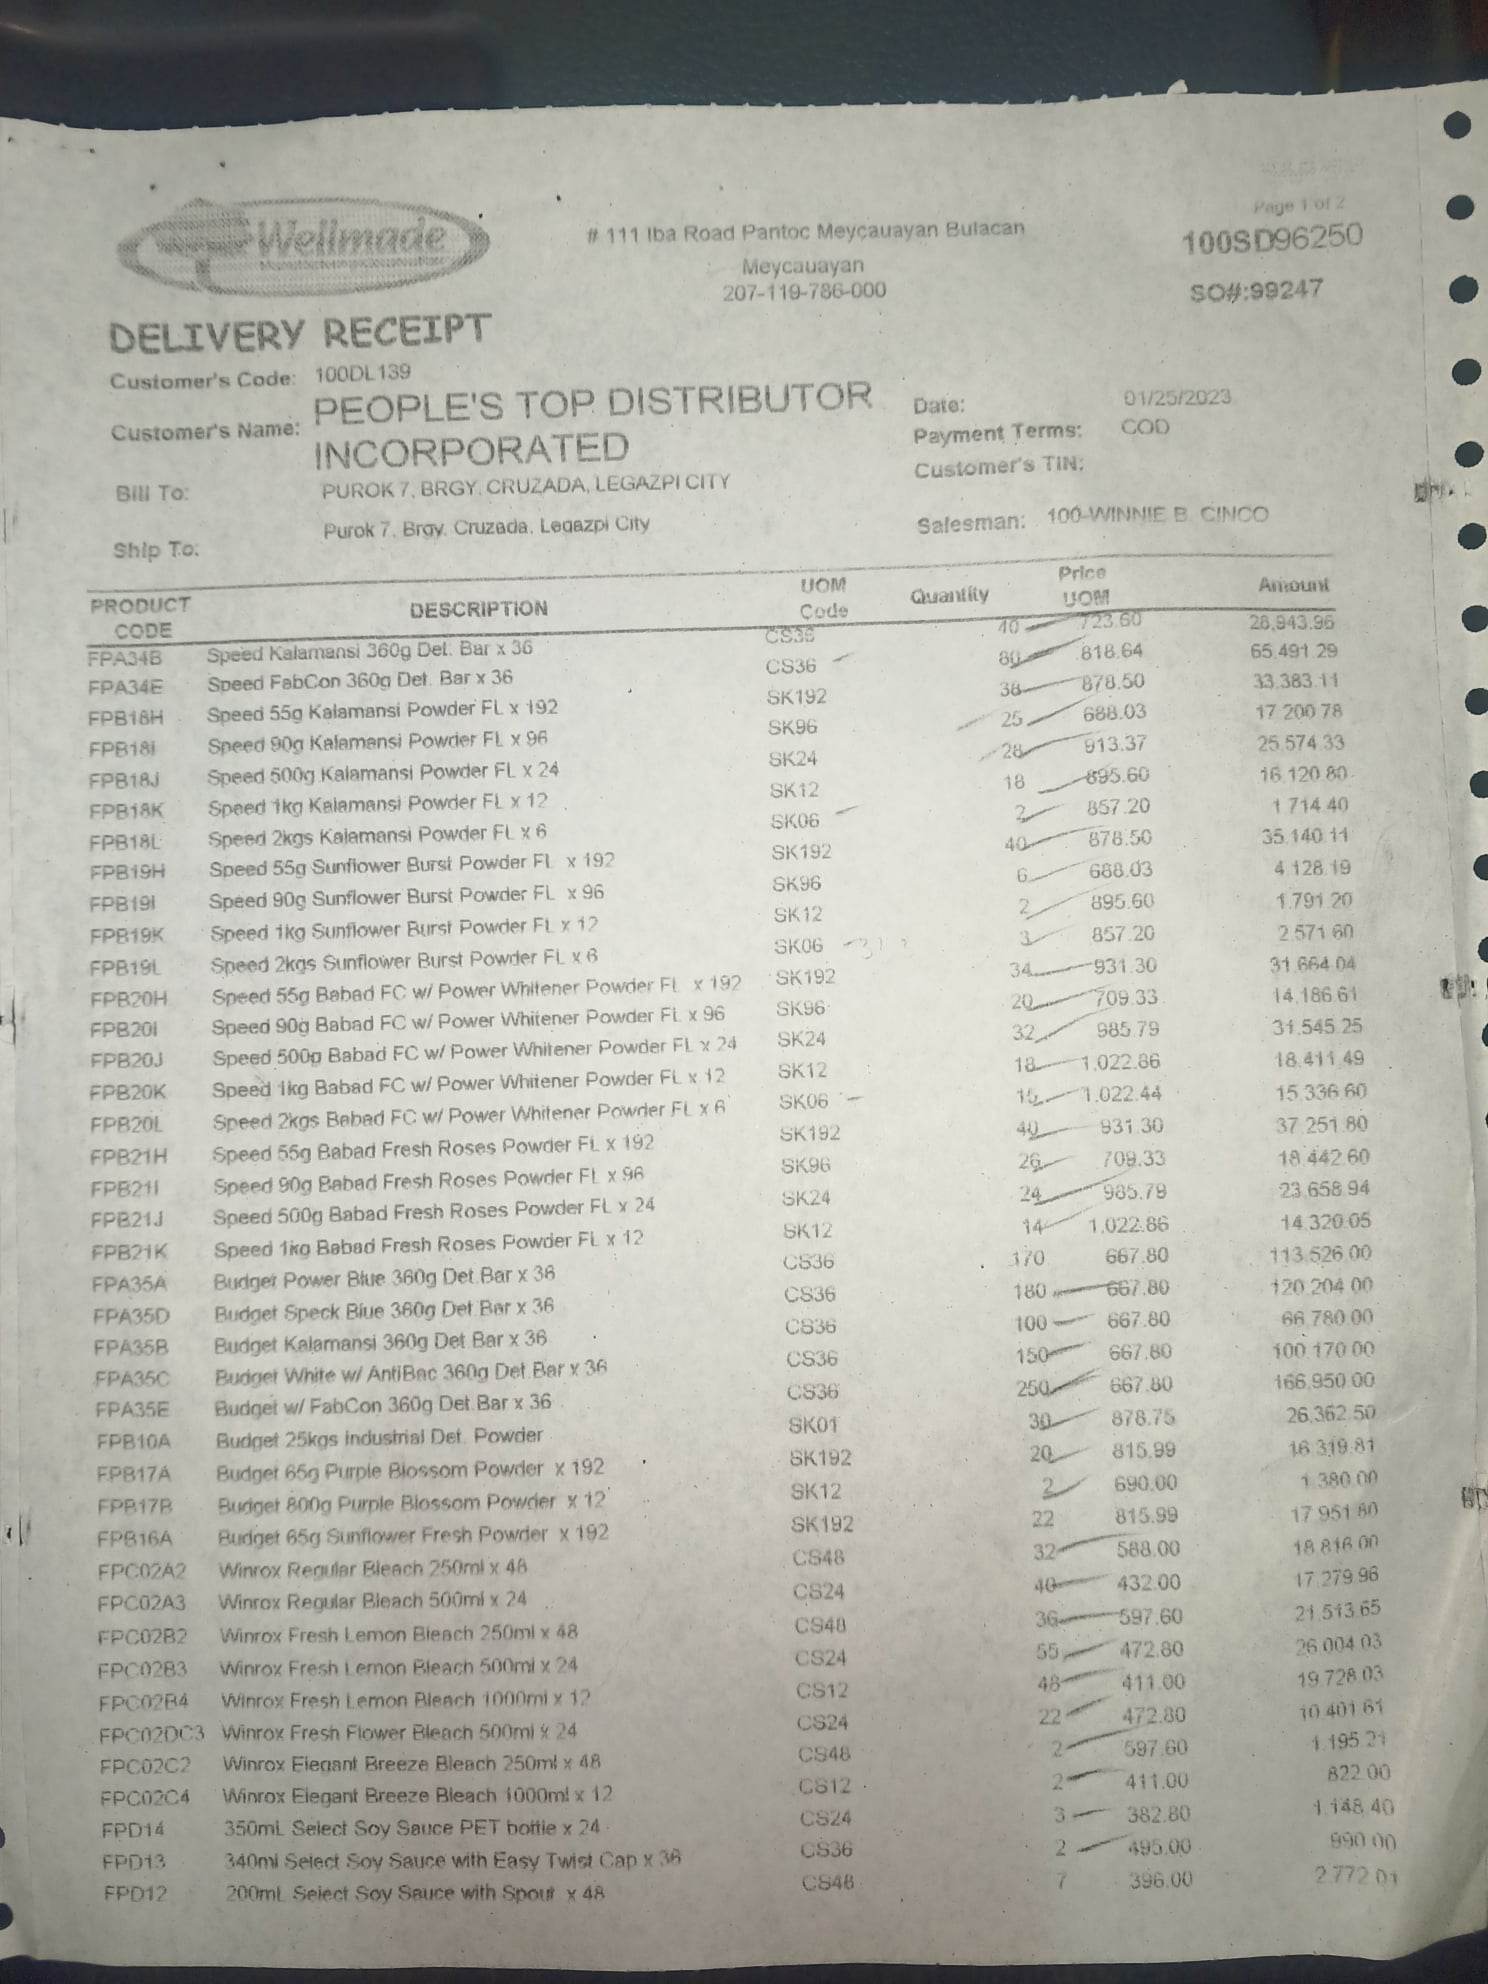 Page 1 of 2
Wellmade
# 111 Iba Road Pantoc Meycauayan Bulacan
100SD96250
Meycauayan
207-119-786-000
SO#:99247
DELIVERY RECEIPT
Customer's Code: 100DL139
Customer's Name: PEOPLE'S TOP DISTRIBUTOR INCORPORATED
Date: 01/25/2023
Payment Terms: COD
Customer's TIN:
Bill To: PUROK 7, BRGY. CRUZADA, LEGAZPI CITY
Ship To: Purok 7, Brgy. Cruzada, Legazpi City
Salesman: 100-WINNIE B. CINCO
PRODUCT CODE DESCRIPTION UOM Code Quantity Price UOM Amount
FPA34B Speed Kalamansi 360g Det. Bar x 36 CS36 40 723.60 28,943.96
FPA34E Speed FabCon 360g Det. Bar x 36 CS36 80 818.64 65,491.29
FPB18H Speed 55g Kalamansi Powder FL x 192 SK192 38 878.50 33,383.11
FPB18I Speed 90g Kalamansi Powder FL x 96 SK96 25 688.03 17,200.78
FPB18J Speed 500g Kalamansi Powder FL x 24 SK24 28 913.37 25,574.33
FPB18K Speed 1kg Kalamansi Powder FL x 12 SK12 18 895.60 16,120.80
FPB18L Speed 2kgs Kalamansi Powder FL x 6 SK06 2 857.20 1,714.40
FPB19H Speed 55g Sunflower Burst Powder FL x 192 SK192 40 878.50 35,140.11
FPB19I Speed 90g Sunflower Burst Powder FL x 96 SK96 6 688.03 4,128.19
FPB19K Speed 1kg Sunflower Burst Powder FL x 12 SK12 2 895.60 1,791.20
FPB19L Speed 2kgs Sunflower Burst Powder FL x 6 SK06 3 857.20 2,571.60
FPB20H Speed 55g Babad FC w/ Power Whitener Powder FL x 192 SK192 34 931.30 31,664.04
FPB20I Speed 90g Babad FC w/ Power Whitener Powder FL x 96 SK96 20 709.33 14,186.61
FPB20J Speed 500g Babad FC w/ Power Whitener Powder FL x 24 SK24 32 985.79 31,545.25
FPB20K Speed 1kg Babad FC w/ Power Whitener Powder FL x 12 SK12 18 1,022.86 18,411.49
FPB20L Speed 2kgs Babad FC w/ Power Whitener Powder FL x 6 SK06 15 1,022.44 15,336.60
FPB21H Speed 55g Babad Fresh Roses Powder FL x 192 SK192 40 931.30 37,251.80
FPB21I Speed 90g Babad Fresh Roses Powder FL x 96 SK96 26 709.33 18,442.60
FPB21J Speed 500g Babad Fresh Roses Powder FL x 24 SK24 24 985.79 23,658.94
FPB21K Speed 1kg Babad Fresh Roses Powder FL x 12 SK12 14 1,022.86 14,320.05
FPA35A Budget Power Blue 360g Det.Bar x 36 CS36 170 667.80 113,526.00
FPA35D Budget Speck Blue 360g Det.Bar x 36 CS36 180 667.80 120,204.00
FPA35B Budget Kalamansi 360g Det.Bar x 36 CS36 100 667.80 66,780.00
FPA35C Budget White w/ AntiBac 360g Det.Bar x 36 CS36 150 667.80 100,170.00
FPA35E Budget w/ FabCon 360g Det.Bar x 36 CS36 250 667.80 166,950.00
FPB10A Budget 25kgs Industrial Det. Powder SK01 30 878.75 26,362.50
FPB17A Budget 65g Purple Blossom Powder x 192 SK192 20 815.99 16,319.81
FPB17B Budget 800g Purple Blossom Powder x 12 SK12 2 690.00 1,380.00
FPB16A Budget 65g Sunflower Fresh Powder x 192 SK192 22 815.99 17,951.80
FPC02A2 Winrox Regular Bleach 250ml x 48 CS48 32 588.00 18,816.00
FPC02A3 Winrox Regular Bleach 500ml x 24 CS24 40 432.00 17,279.96
FPC02B2 Winrox Fresh Lemon Bleach 250ml x 48 CS48 36 597.60 21,513.65
FPC02B3 Winrox Fresh Lemon Bleach 500ml x 24 CS24 55 472.80 26,004.03
FPC02B4 Winrox Fresh Lemon Bleach 1000ml x 12 CS12 48 411.00 19,728.03
FPC02DC3 Winrox Fresh Flower Bleach 500ml x 24 CS24 22 472.80 10,401.61
FPC02C2 Winrox Elegant Breeze Bleach 250ml x 48 CS48 2 597.60 1,195.21
FPC02C4 Winrox Elegant Breeze Bleach 1000ml x 12 CS12 2 411.00 822.00
FPD14 350mL Select Soy Sauce PET bottle x 24 CS24 3 382.80 1,148.40
FPD13 340ml Select Soy Sauce with Easy Twist Cap x 36 CS36 2 495.00 990.00
FPD12 200mL Select Soy Sauce with Spout x 48 CS48 7 396.00 2,772.01